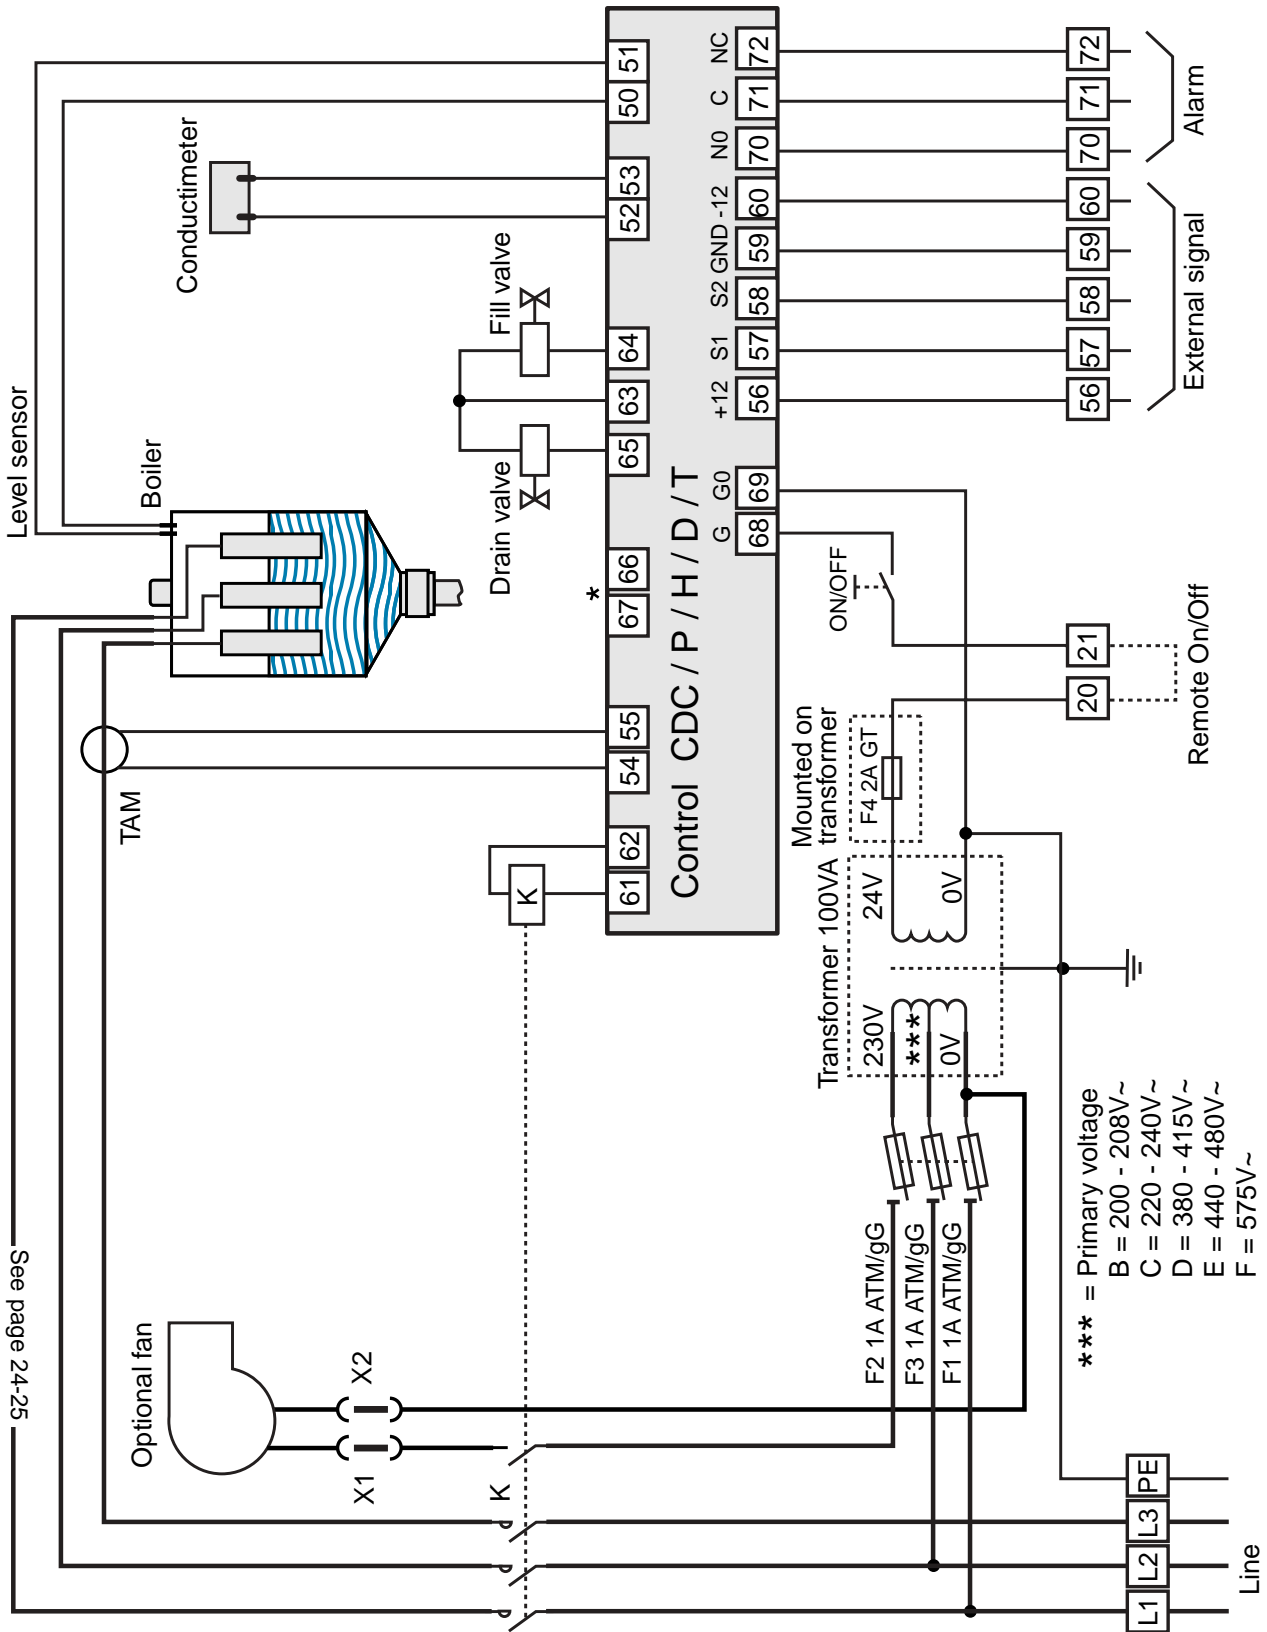 Level sensor
Boiler
Conductimeter
TAM
Fill valve
Drain valve
See page 24-25
Optional fan
X1
X2
K
K
61
62
54
55
*
67
66
65
63
64
52
53
50
51
Control CDC / P / H / D / T
G
G0
+12
S1
S2
GND
-12
N0
C
NC
68
69
56
57
58
59
60
70
71
72
ON/OFF
Mounted on
transformer
F4 2A GT
Transformer 100VA
24V
0V
230V
***
0V
F2 1A ATM/gG
F3 1A ATM/gG
F1 1A ATM/gG
20
21
Remote On/Off
56
57
58
59
60
External signal
70
71
72
Alarm
*** = Primary voltage
B = 200 - 208V~
C = 220 - 240V~
D = 380 - 415V~
E = 440 - 480V~
F = 575V~
L1
L2
L3
PE
Line